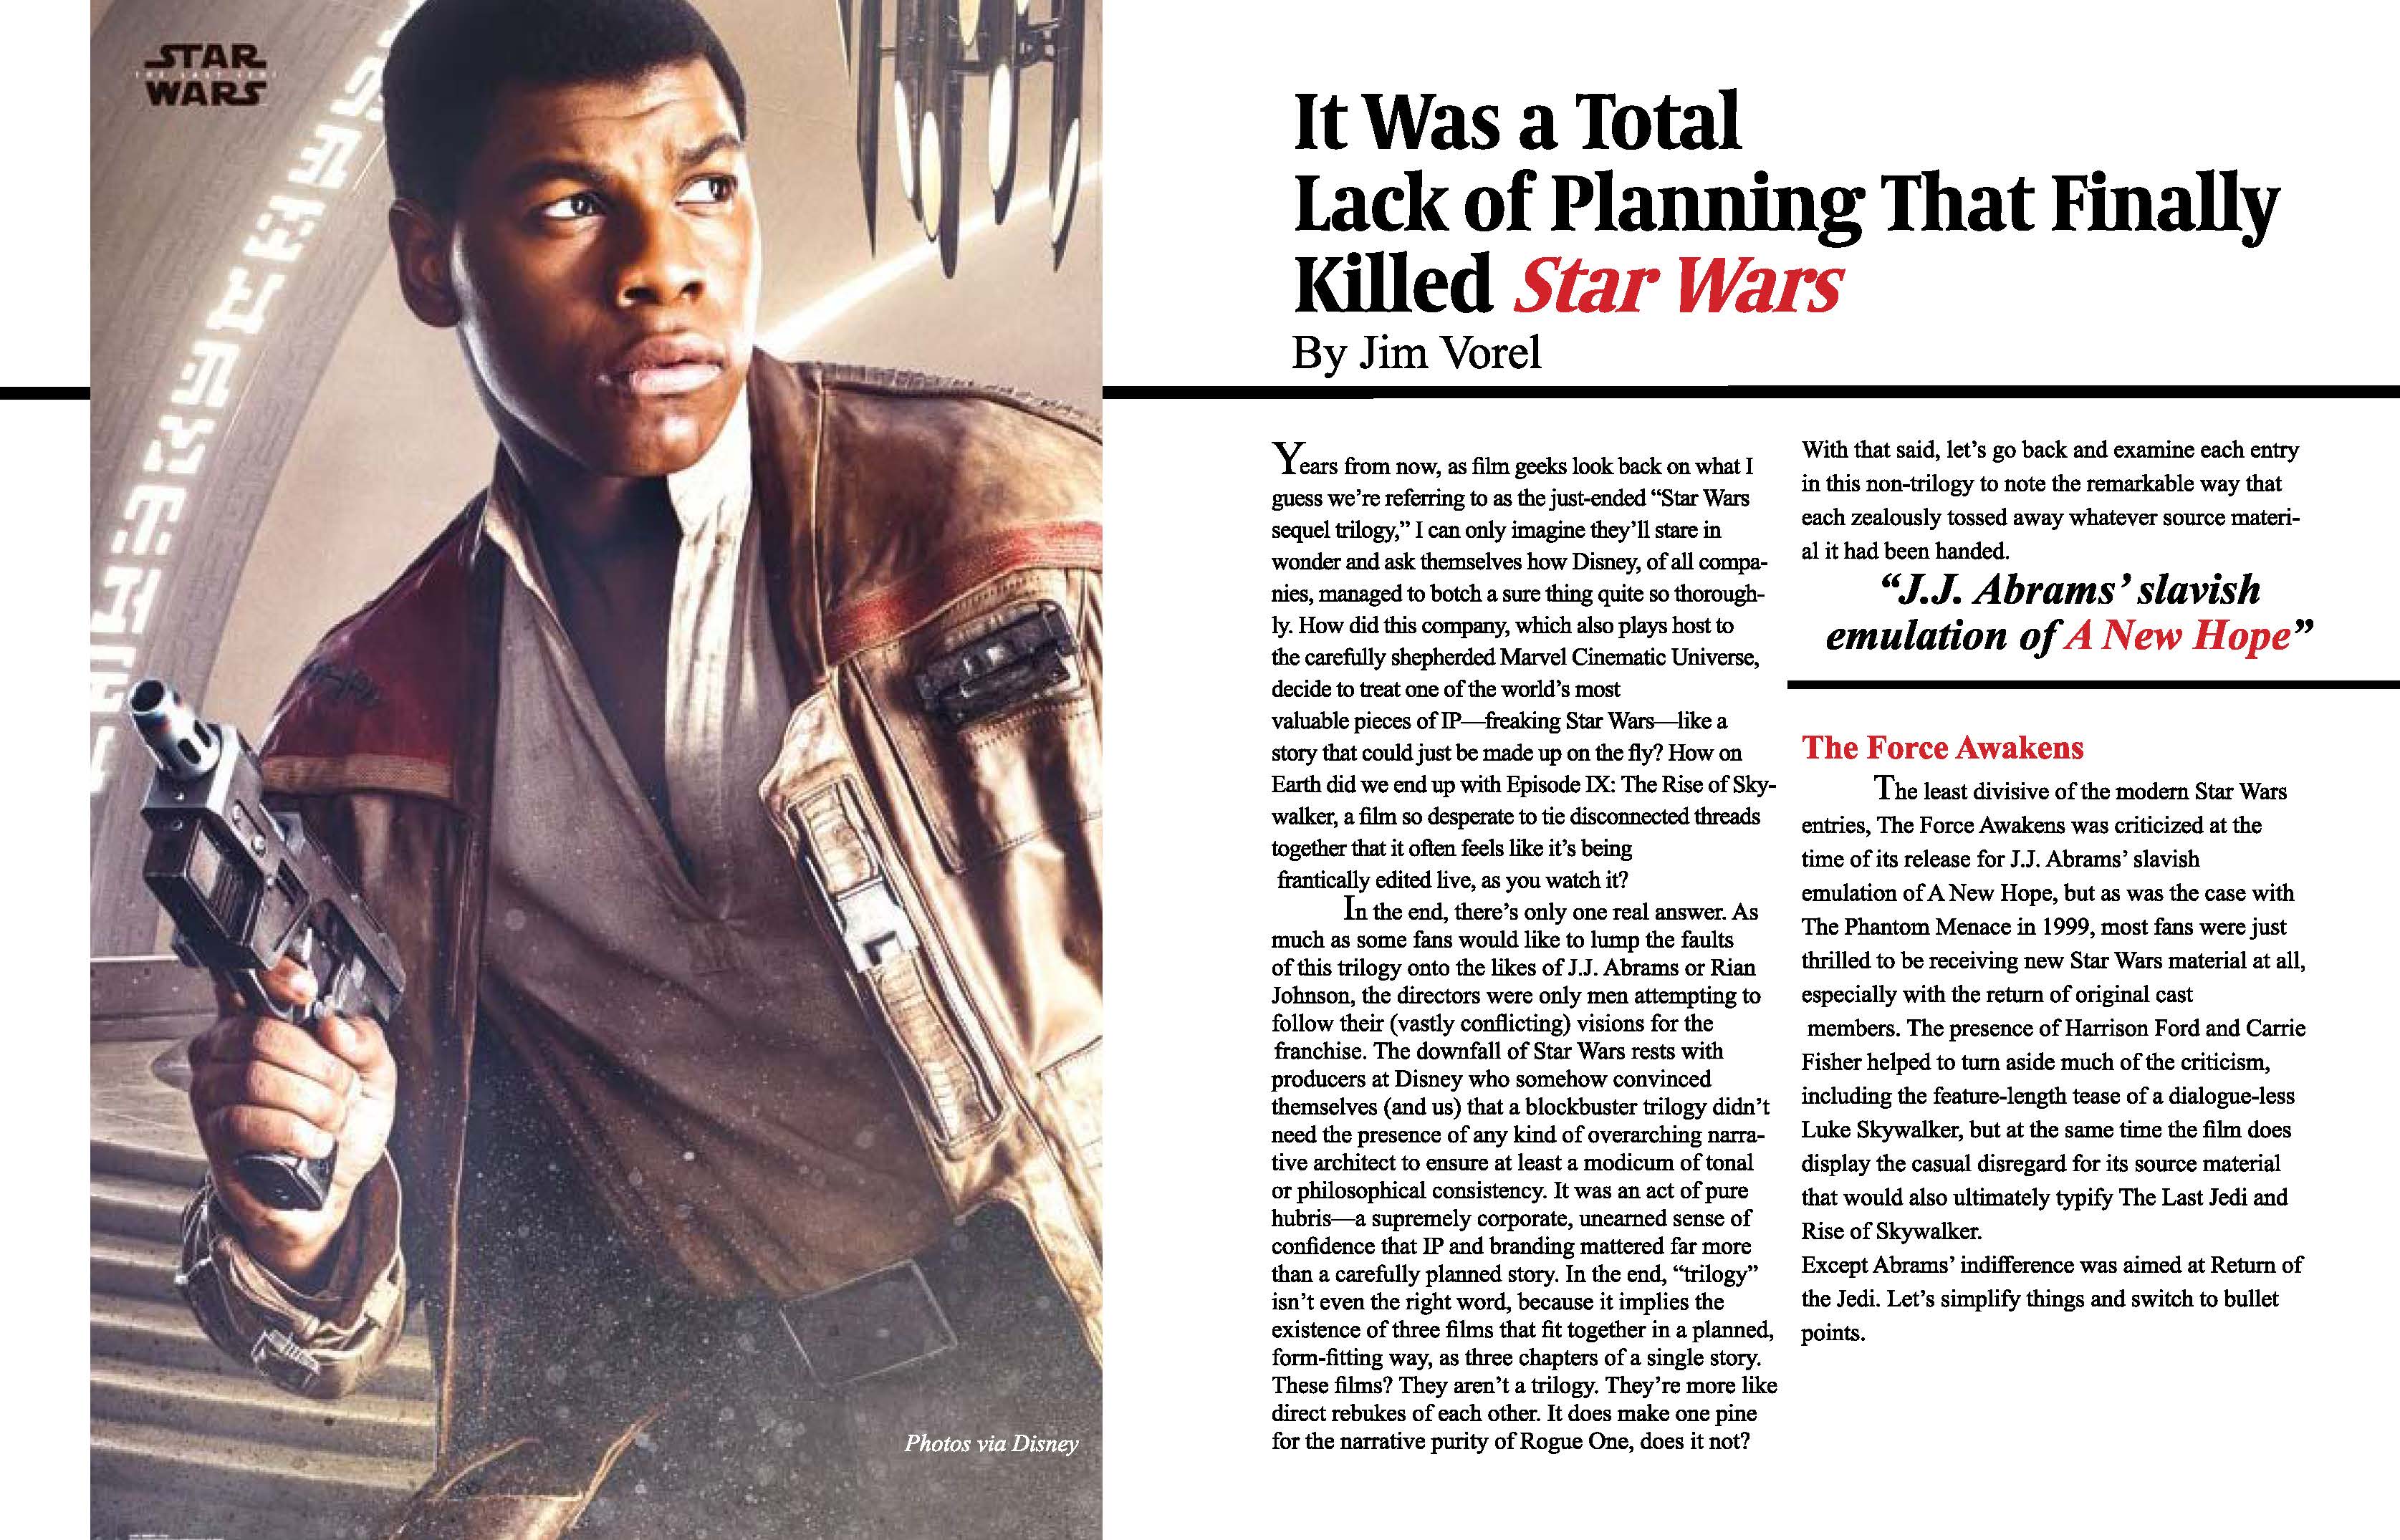 STAR
THE LAST JEDI
WARS
Photos via Disney
It Was a Total
Lack of Planning That Finally
Killed Star Wars
By Jim Vorel
Years from now, as film geeks look back on what I
guess we’re referring to as the just-ended “Star Wars
sequel trilogy,” I can only imagine they’ll stare in
wonder and ask themselves how Disney, of all compa-
nies, managed to botch a sure thing quite so thorough-
ly. How did this company, which also plays host to
the carefully shepherded Marvel Cinematic Universe,
decide to treat one of the world’s most
valuable pieces of IP—freaking Star Wars—like a
story that could just be made up on the fly? How on
Earth did we end up with Episode IX: The Rise of Sky-
walker, a film so desperate to tie disconnected threads
together that it often feels like it’s being
frantically edited live, as you watch it?
In the end, there’s only one real answer. As
much as some fans would like to lump the faults
of this trilogy onto the likes of J.J. Abrams or Rian
Johnson, the directors were only men attempting to
follow their (vastly conflicting) visions for the
franchise. The downfall of Star Wars rests with
producers at Disney who somehow convinced
themselves (and us) that a blockbuster trilogy didn’t
need the presence of any kind of overarching narra-
tive architect to ensure at least a modicum of tonal
or philosophical consistency. It was an act of pure
hubris—a supremely corporate, unearned sense of
confidence that IP and branding mattered far more
than a carefully planned story. In the end, “trilogy”
isn’t even the right word, because it implies the
existence of three films that fit together in a planned,
form-fitting way, as three chapters of a single story.
These films? They aren’t a trilogy. They’re more like
direct rebukes of each other. It does make one pine
for the narrative purity of Rogue One, does it not?
With that said, let’s go back and examine each entry
in this non-trilogy to note the remarkable way that
each zealously tossed away whatever source materi-
al it had been handed.
“J.J. Abrams’ slavish
emulation of A New Hope”
The Force Awakens
The least divisive of the modern Star Wars
entries, The Force Awakens was criticized at the
time of its release for J.J. Abrams’ slavish
emulation of A New Hope, but as was the case with
The Phantom Menace in 1999, most fans were just
thrilled to be receiving new Star Wars material at all,
especially with the return of original cast
members. The presence of Harrison Ford and Carrie
Fisher helped to turn aside much of the criticism,
including the feature-length tease of a dialogue-less
Luke Skywalker, but at the same time the film does
display the casual disregard for its source material
that would also ultimately typify The Last Jedi and
Rise of Skywalker.
Except Abrams’ indifference was aimed at Return of
the Jedi. Let’s simplify things and switch to bullet
points.